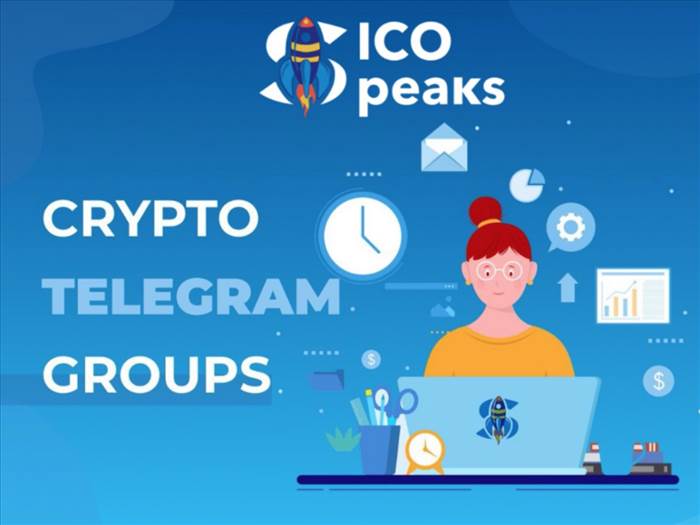 ICO
peaks
CRYPTO
TELEGRAM
GROUPS
$
$